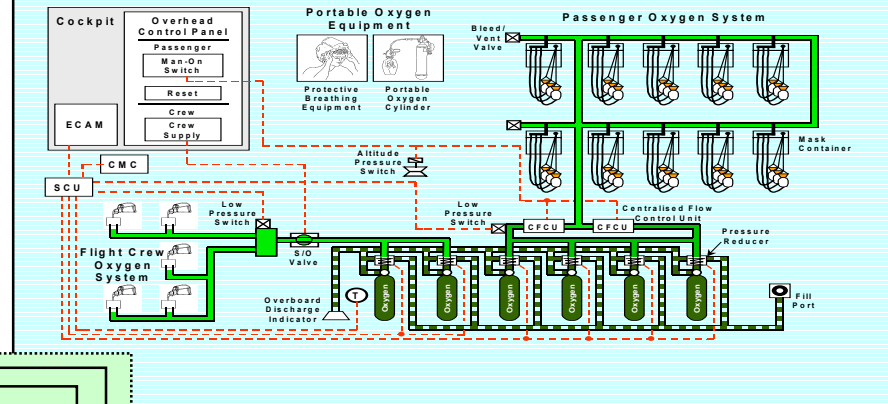 Cockpit
Overhead
Control Panel
Passenger
Man-On
Switch
Reset
Crew
Crew
Supply
ECAM
CMC
SCU
Portable Oxygen
Equipment
Protective
Breathing
Equipment
Portable
Oxygen
Cylinder
Passenger Oxygen System
Bleed/
Vent
Valve
Mask
Container
Altitude
Pressure
Switch
Low
Pressure
Switch
Low
Pressure
Switch
Centralised Flow
Control Unit
CFCU
CFCU
Pressure
Reducer
Flight Crew
Oxygen
System
S/O
Valve
Overboard
Discharge
Indicator
T
Oxygen
Oxygen
Oxygen
Oxygen
Oxygen
Oxygen
Fill
Port